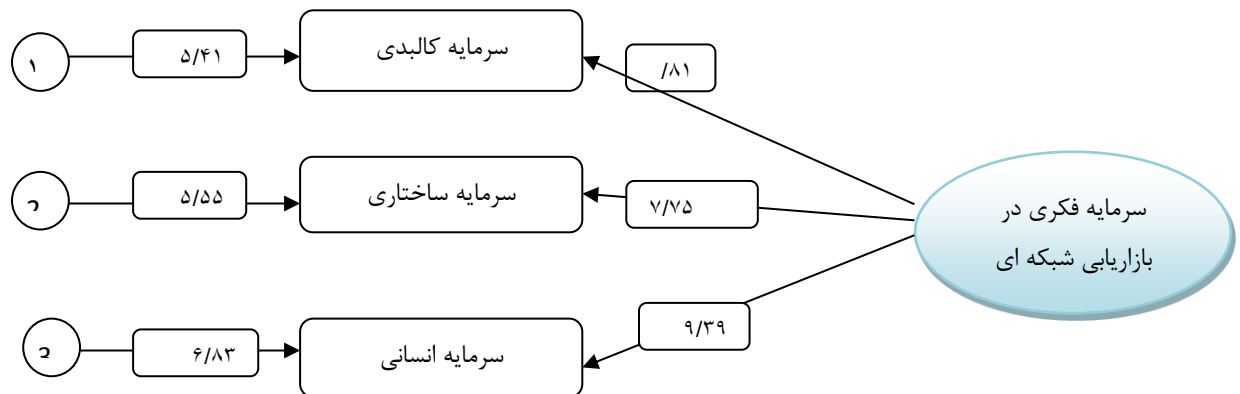 ۱
۵/۴۱
سرمایه کالبدی
/۸۱
۵/۵۵
سرمایه ساختاری
۷/۷۵
سرمایه فکری در
بازاریابی شبکه ای
۶/۸۳
سرمایه انسانی
۹/۳۹